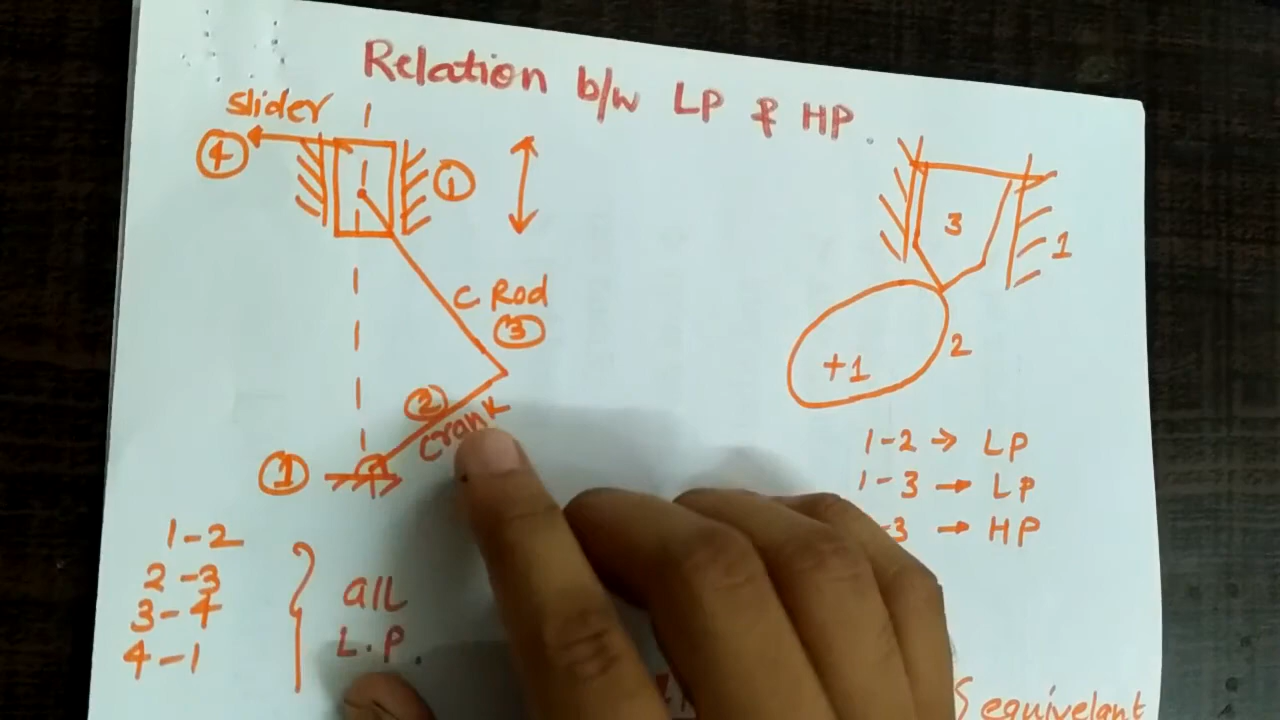 Relation b/w LP & HP.
slider
4
1
C Rod
3
2
Crank
1
1-2
2-3
3-4
4-1
all
L.P.
3
1
2
+1
1-2 → LP
1-3 → LP
-3 → HP
equivelant